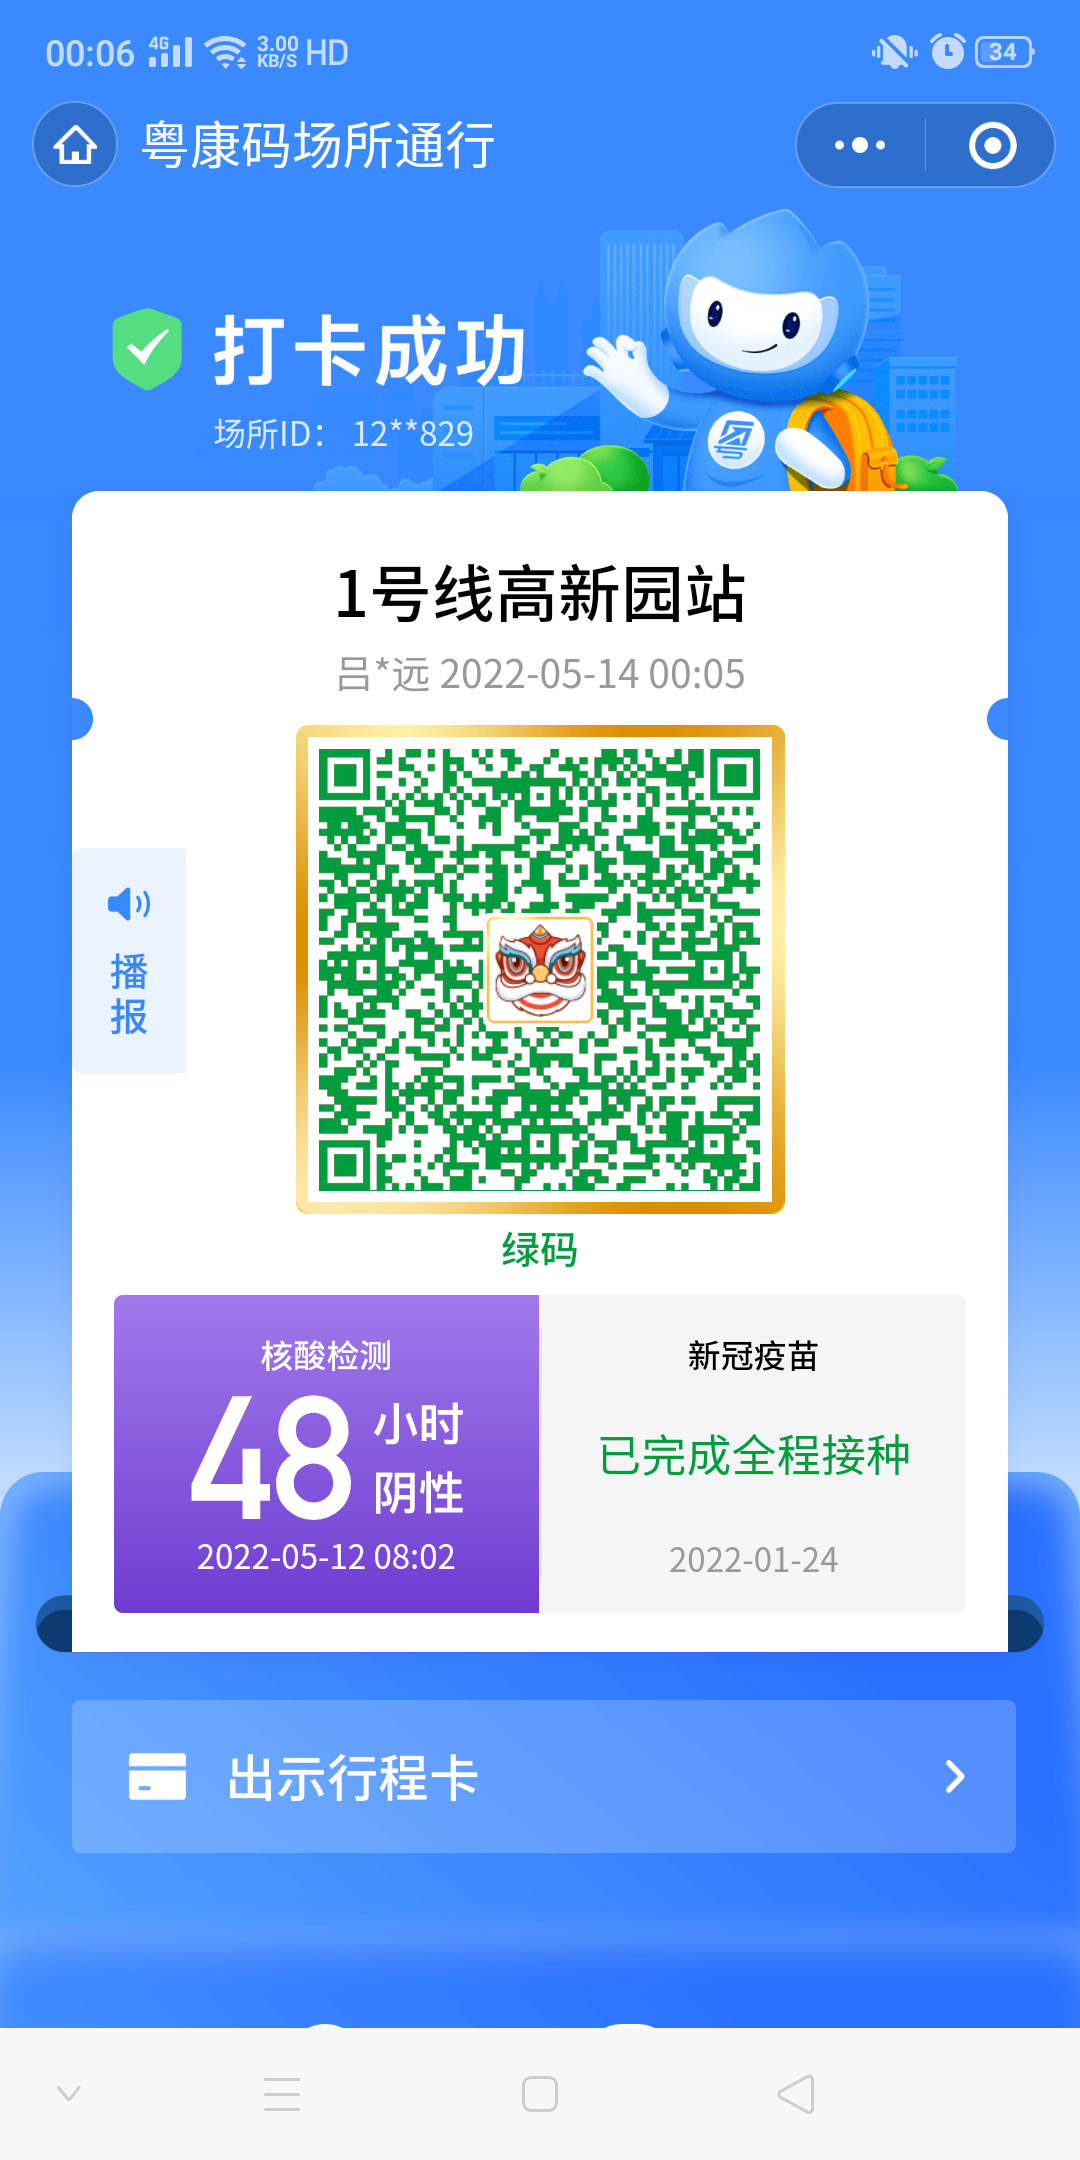 00:06 4G 3.00 KB/S HD 34
粤康码场所通行
打卡成功
场所ID： 12**829
粤
1号线高新园站
吕*远 2022-05-14 00:05
播报
绿码
核酸检测
48 小时 阴性
2022-05-12 08:02
新冠疫苗
已完成全程接种
2022-01-24
出示行程卡